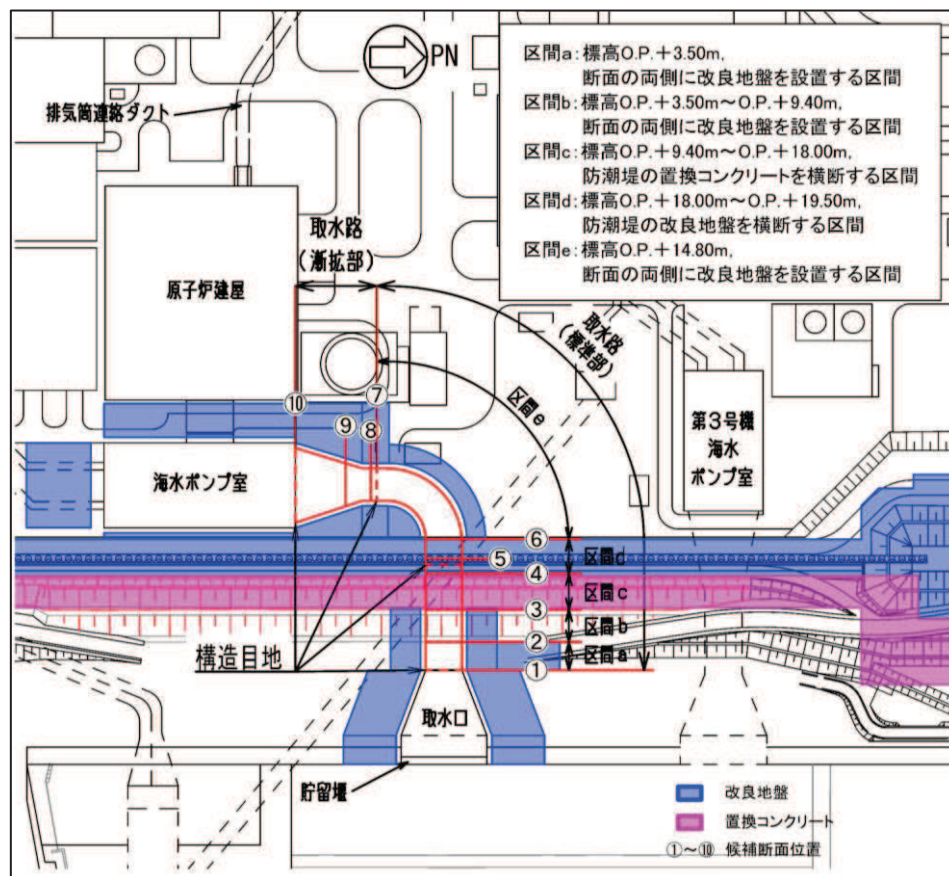 PN
区間a：標高O.P.＋3.50m，
断面の両側に改良地盤を設置する区間
区間b：標高O.P.＋3.50m～O.P.＋9.40m，
断面の両側に改良地盤を設置する区間
区間c：標高O.P.＋9.40m～O.P.＋18.00m，
防潮堤の置換コンクリートを横断する区間
区間d：標高O.P.＋18.00m～O.P.＋19.50m，
防潮堤の改良地盤を横断する区間
区間e：標高O.P.＋14.80m，
断面の両側に改良地盤を設置する区間
排気筒連絡ダクト
取水路
（漸拡部）
原子炉建屋
取水路
（標準部）
区間e
⑩
⑦
⑨
⑧
第３号機
海水
ポンプ室
海水ポンプ室
⑥
⑤
区間d
④
区間c
③
区間b
②
区間a
①
構造目地
取水口
貯留堰
改良地盤
置換コンクリート
①～⑩ 候補断面位置